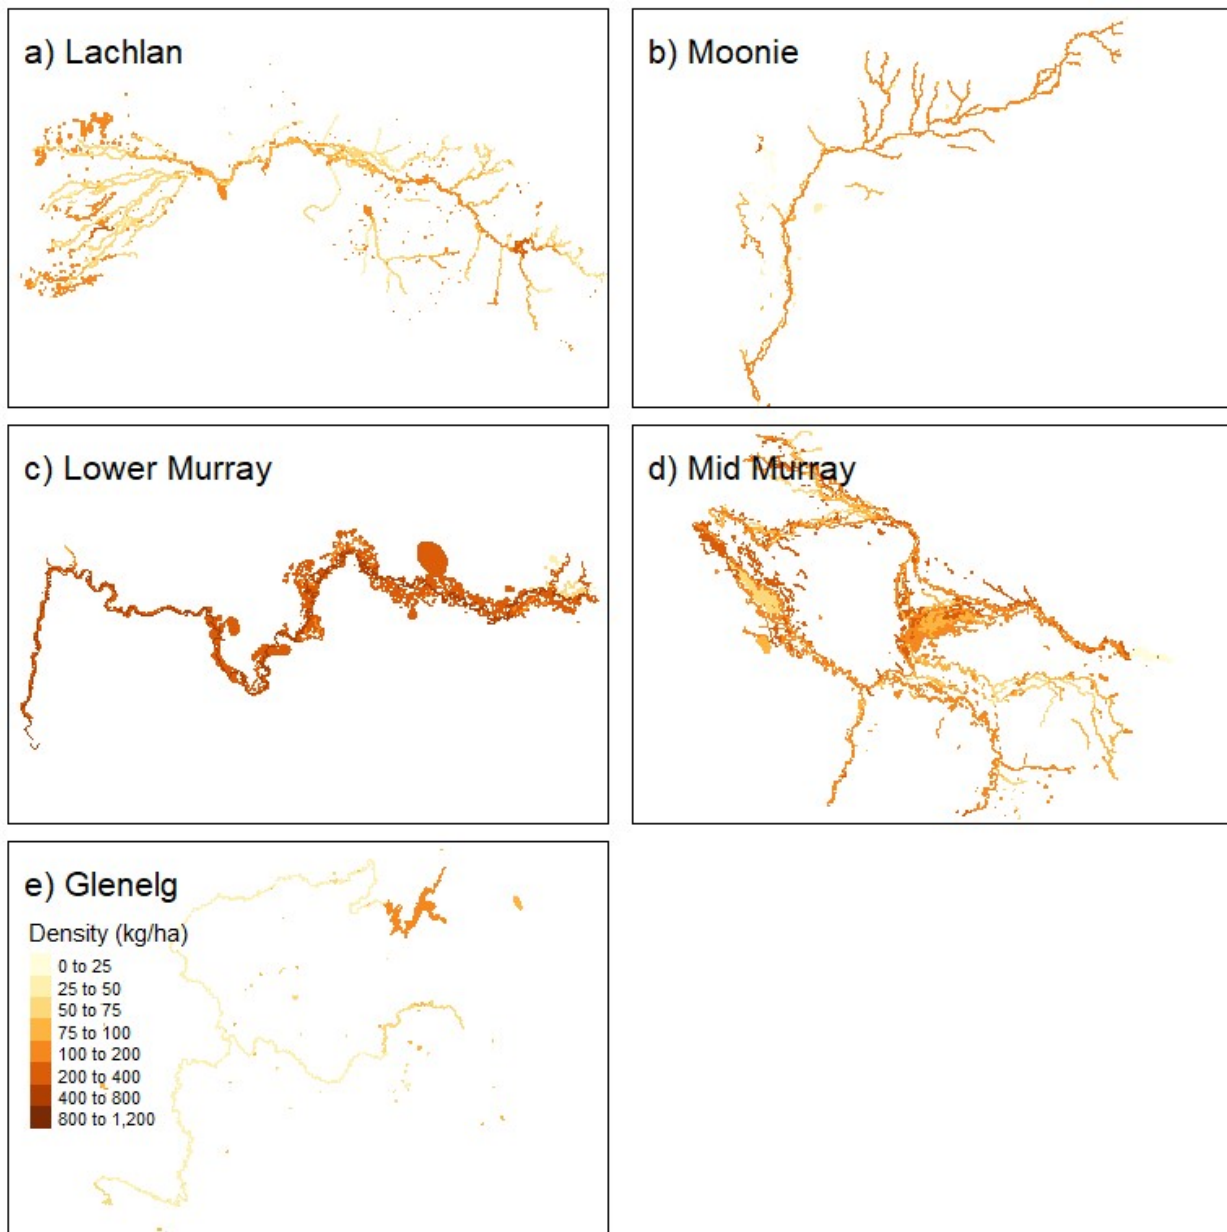 a) Lachlan
b) Moonie
c) Lower Murray
d) Mid Murray
e) Glenelg
Density (kg/ha)
0 to 25
25 to 50
50 to 75
75 to 100
100 to 200
200 to 400
400 to 800
800 to 1,200